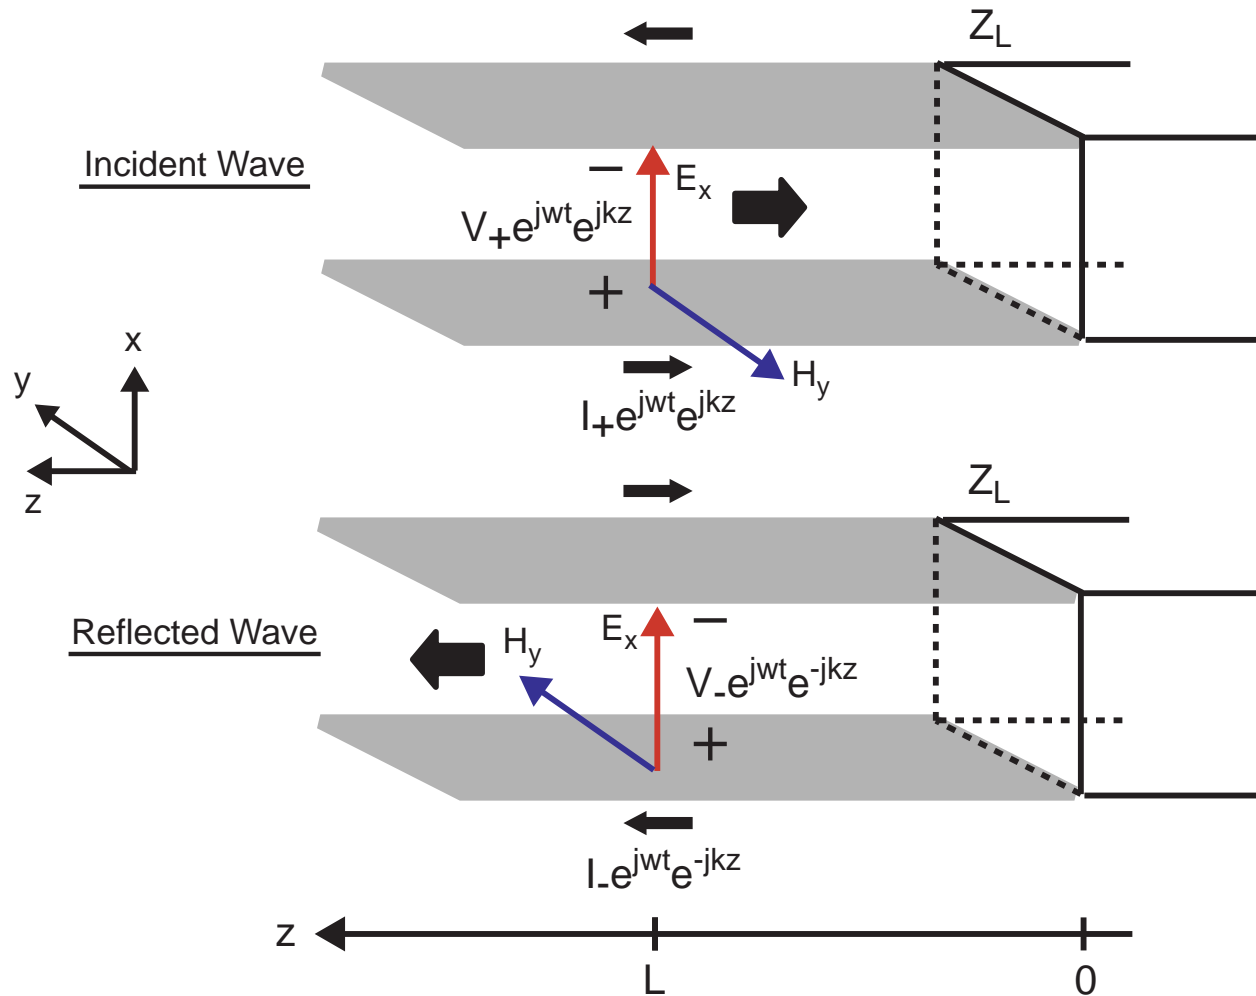 Z_L
Incident Wave
−
E_x
V_+e^{jwt}e^{jkz}
+
H_y
I_+e^{jwt}e^{jkz}
x
y
z
Z_L
Reflected Wave
H_y
E_x
−
V_-e^{jwt}e^{-jkz}
+
I_-e^{jwt}e^{-jkz}
z
L
0